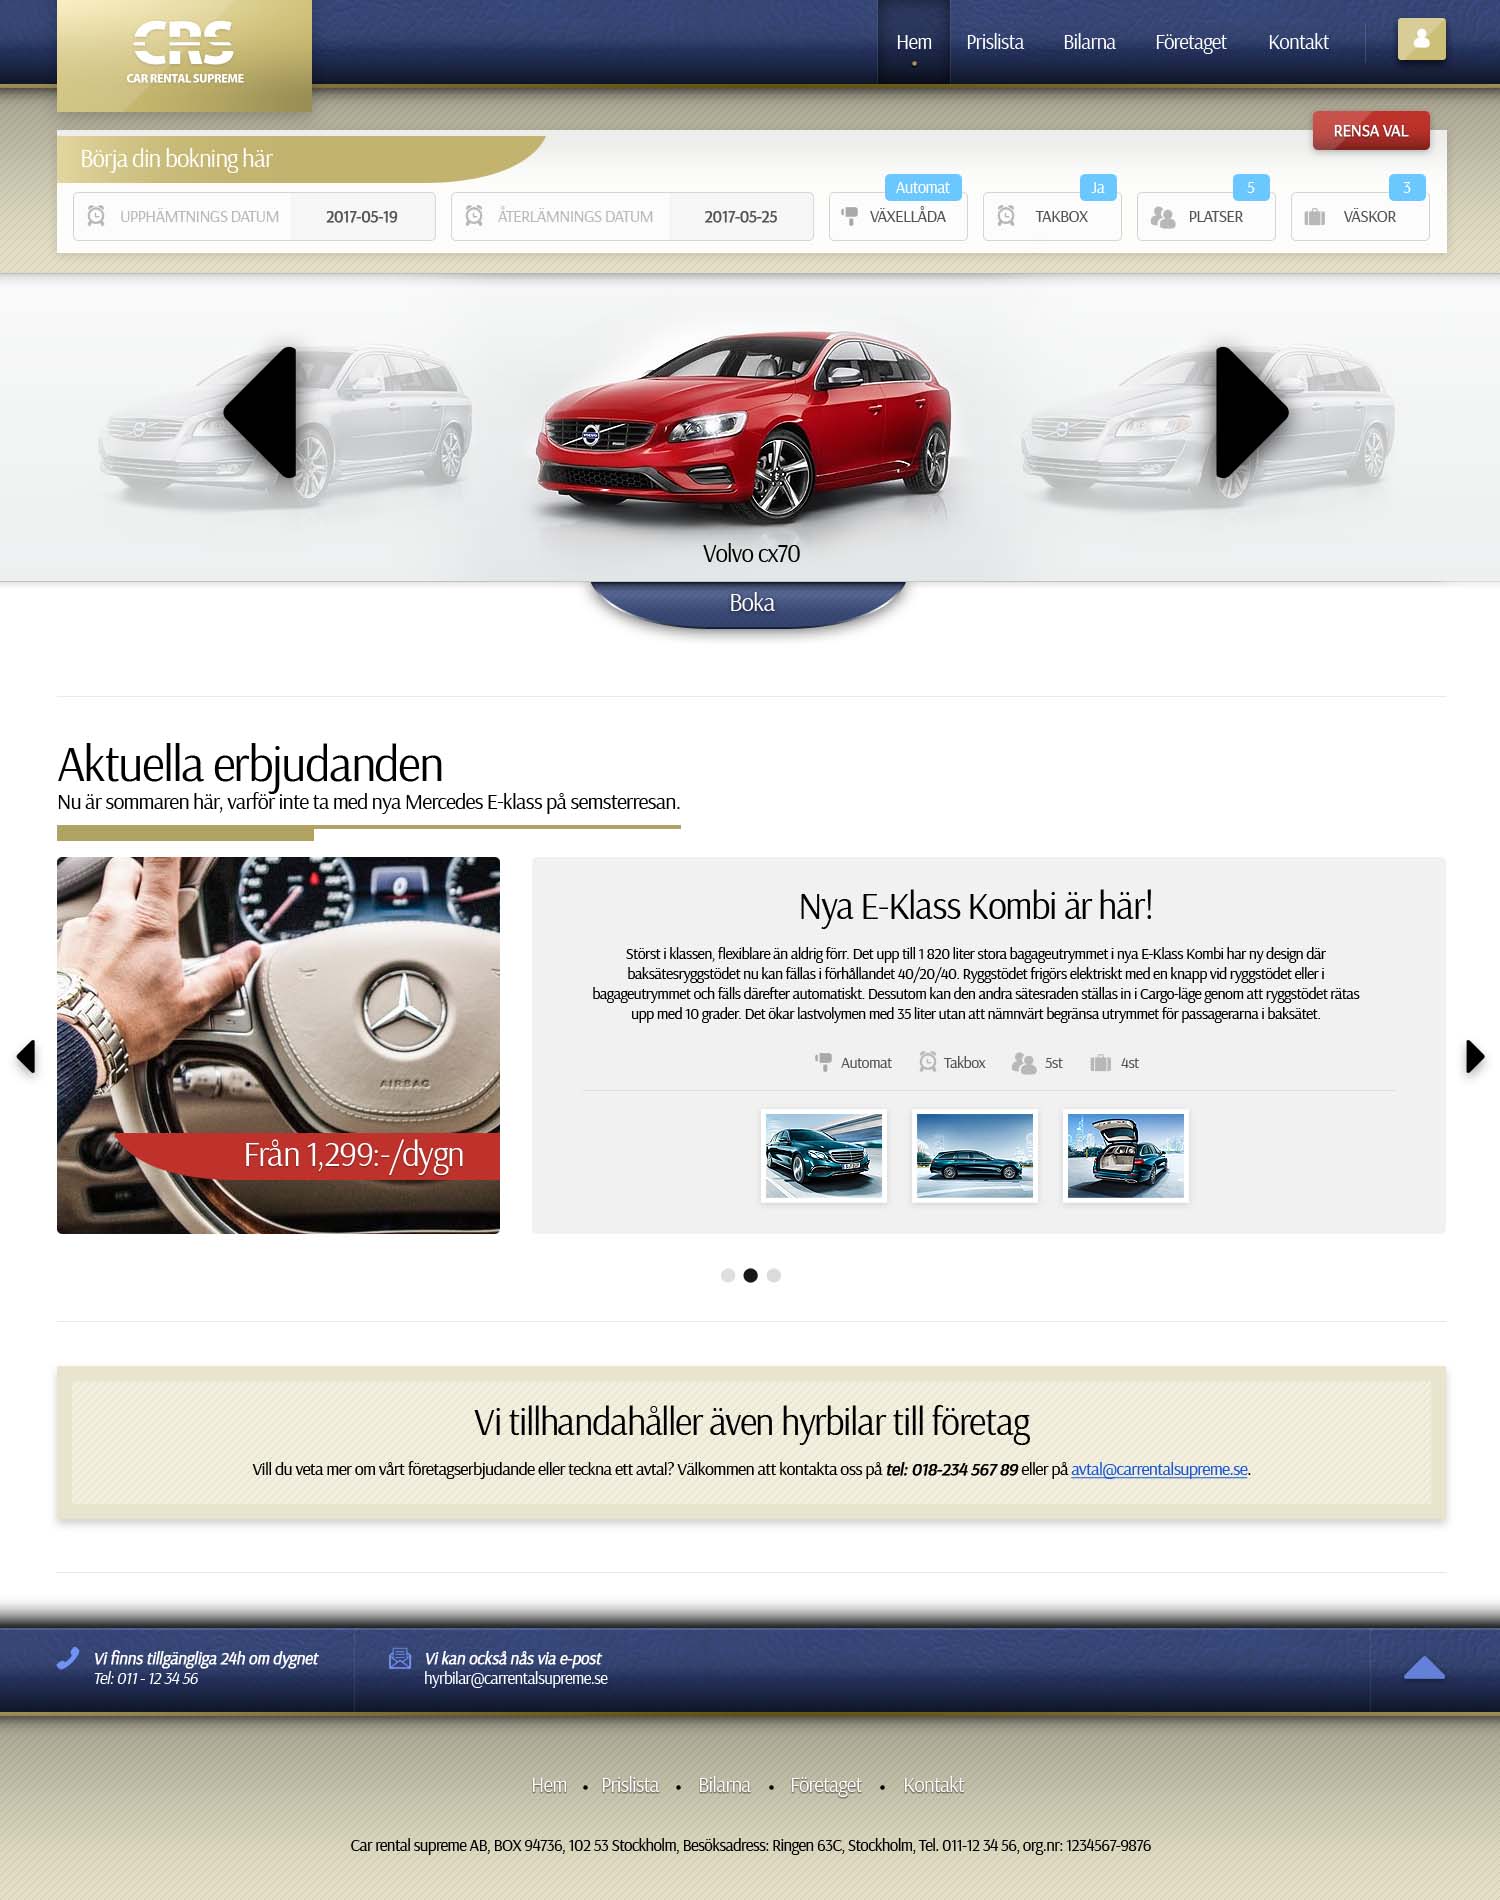 CRS
CAR RENTAL SUPREME
Hem
Prislista
Bilarna
Företaget
Kontakt
RENSA VAL
Börja din bokning här
UPPHÄMTNINGS DATUM
2017-05-19
ÅTERLÄMNINGS DATUM
2017-05-25
Automat
VÄXELLÅDA
Ja
TAKBOX
5
PLATSER
3
VÄSKOR
Volvo cx70
Boka
Aktuella erbjudanden
Nu är sommaren här, varför inte ta med nya Mercedes E-klass på semsterresan.
AIRBAG
Från 1,299:-/dygn
Nya E-Klass Kombi är här!
Störst i klassen, flexiblare än aldrig förr. Det upp till 1 820 liter stora bagageutrymmet i nya E-Klass Kombi har ny design där
baksätesryggstödet nu kan fällas i förhållandet 40/20/40. Ryggstödet frigörs elektriskt med en knapp vid ryggstödet eller i
bagageutrymmet och fälls därefter automatiskt. Dessutom kan den andra sätesraden ställas in i Cargo-läge genom att ryggstödet rätas
upp med 10 grader. Det ökar lastvolymen med 35 liter utan att nämnvärt begränsa utrymmet för passagerarna i baksätet.
Automat
Takbox
5st
4st
Vi tillhandahåller även hyrbilar till företag
Vill du veta mer om vårt företagserbjudande eller teckna ett avtal? Välkommen att kontakta oss på tel: 018-234 567 89 eller på avtal@carrentalsupreme.se.
Vi finns tillgängliga 24h om dygnet
Tel: 011 - 12 34 56
Vi kan också nås via e-post
hyrbilar@carrentalsupreme.se
Hem • Prislista • Bilarna • Företaget • Kontakt
Car rental supreme AB, BOX 94736, 102 53 Stockholm, Besöksadress: Ringen 63C, Stockholm, Tel. 011-12 34 56, org.nr: 1234567-9876